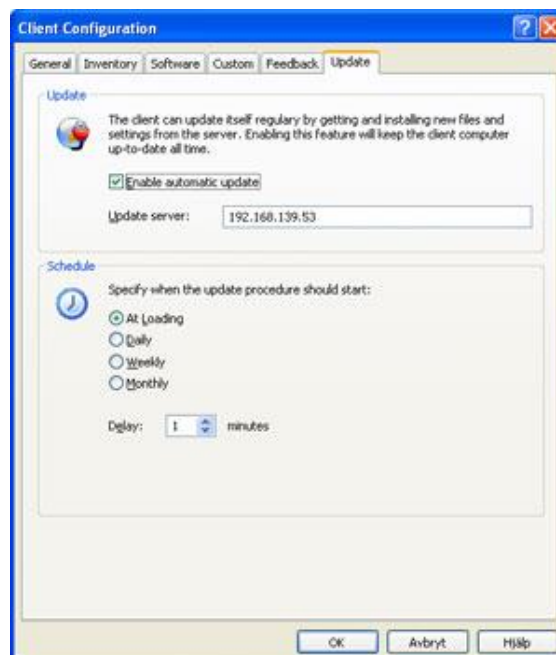 Client Configuration
General Inventory Software Custom Feedback Update
Update
The client can update itself regulary by getting and installing new files and
settings from the server. Enabling this feature will keep the client computer
up-to-date all time.
Enable automatic update
Update server: 192.168.139.53
Schedule
Specify when the update procedure should start:
At Loading
Daily
Weekly
Monthly
Delay: 1 minutes
OK Avbryt Hjälp